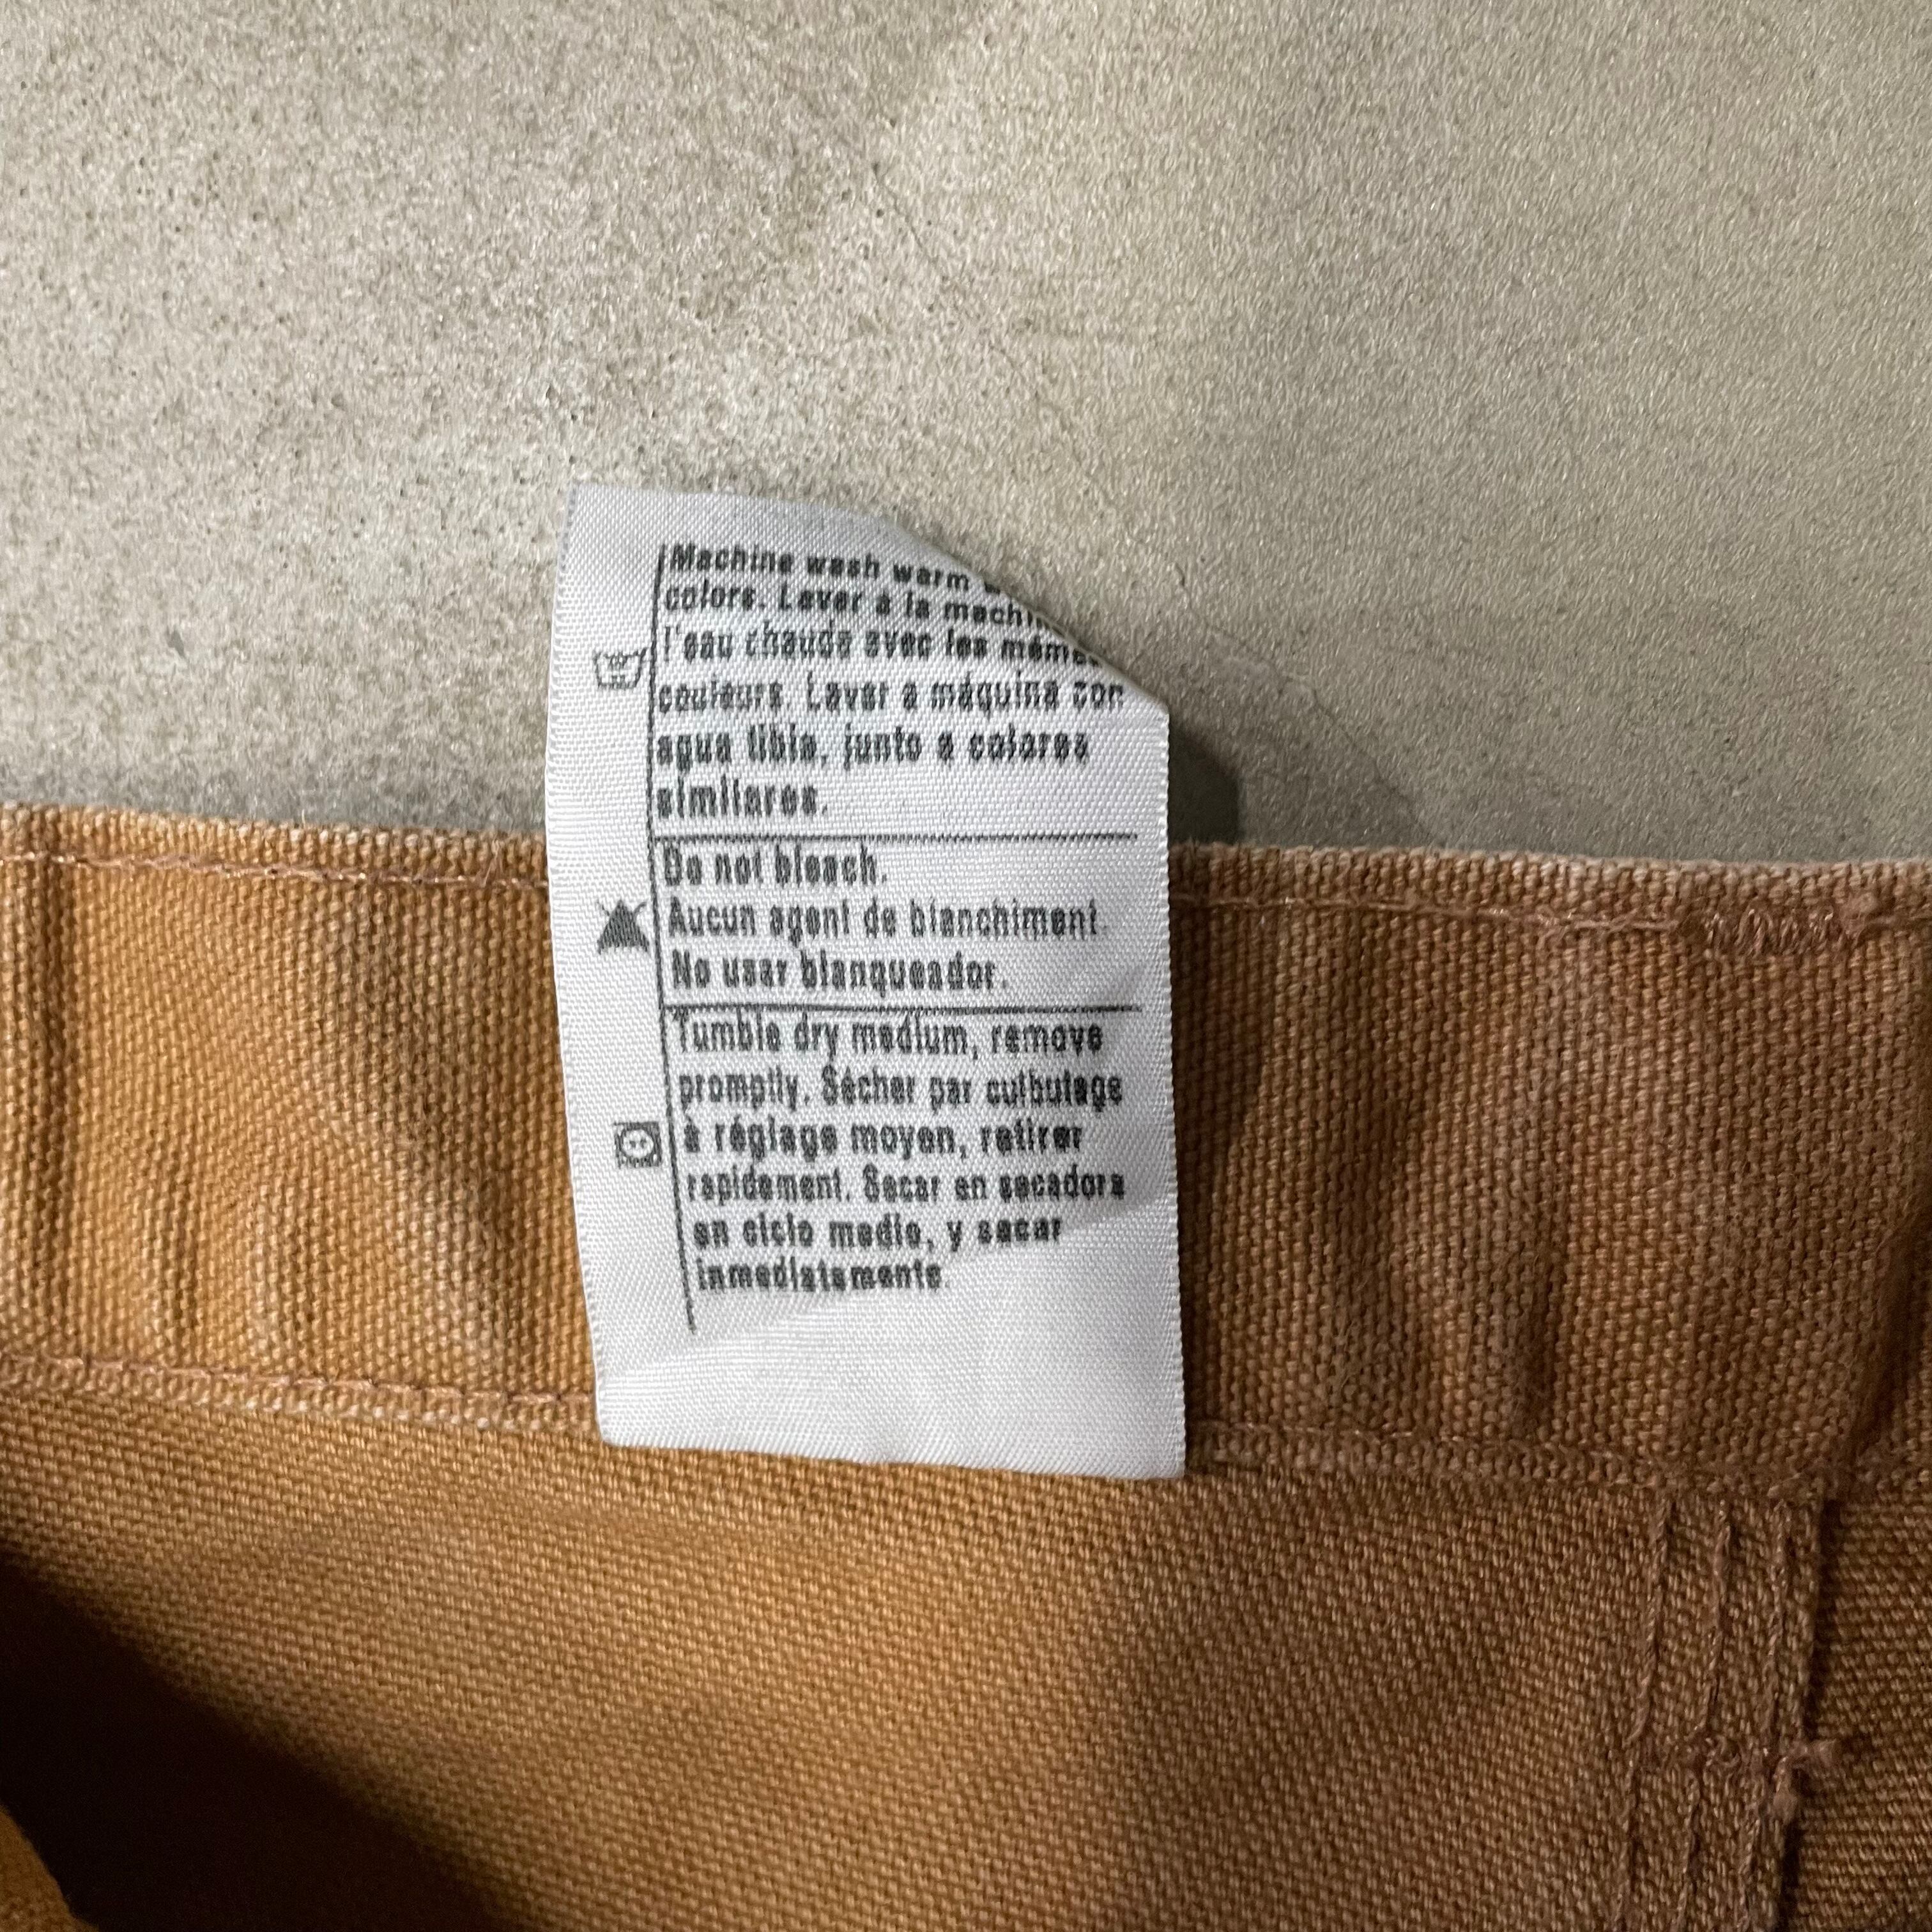 Machine wash warm
colors. Laver à la machi
l'eau chaude avec les même
couleurs. Lavar a máquina con
agua tibia, junto a colores
similares.
Do not bleach.
Aucun agent de blanchiment.
No usar blanqueador.
Tumble dry medium, remove
promptly. Sécher par culbutage
à réglage moyen, retirer
rapidement. Secar en secadora
en ciclo medio, y sacar
inmediatamente.